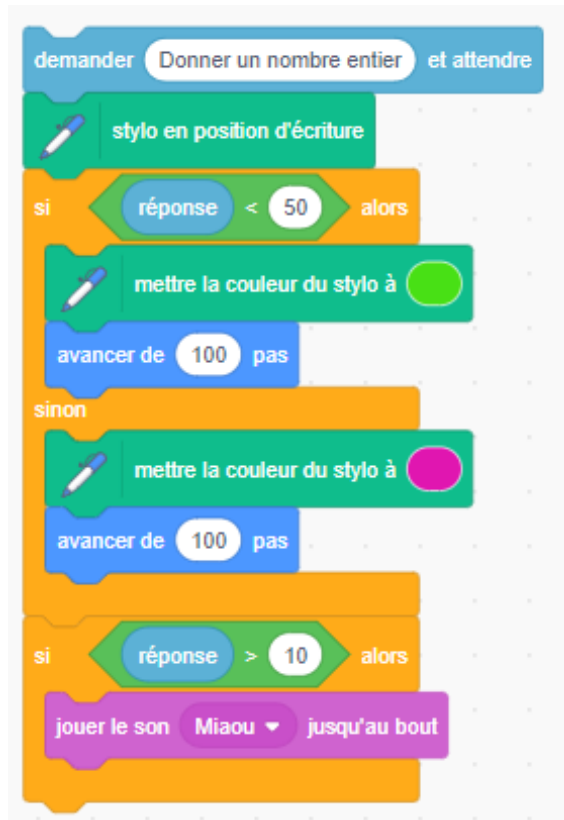 demander Donner un nombre entier et attendre
stylo en position d'écriture
si réponse < 50 alors
mettre la couleur du stylo à
avancer de 100 pas
sinon
mettre la couleur du stylo à
avancer de 100 pas
si réponse > 10 alors
jouer le son Miaou jusqu'au bout